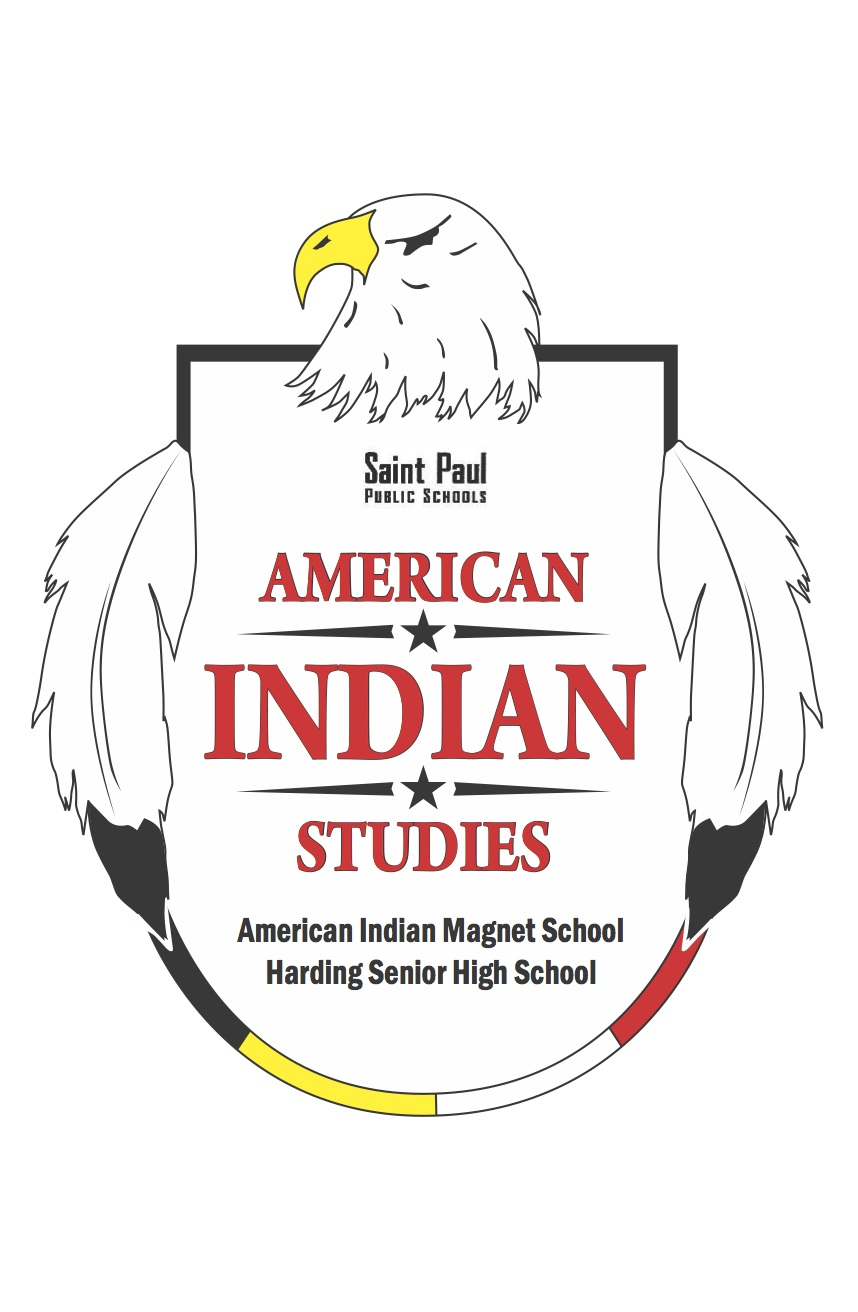 Saint Paul
PUBLIC SCHOOLS
AMERICAN
INDIAN
STUDIES
American Indian Magnet School
Harding Senior High School